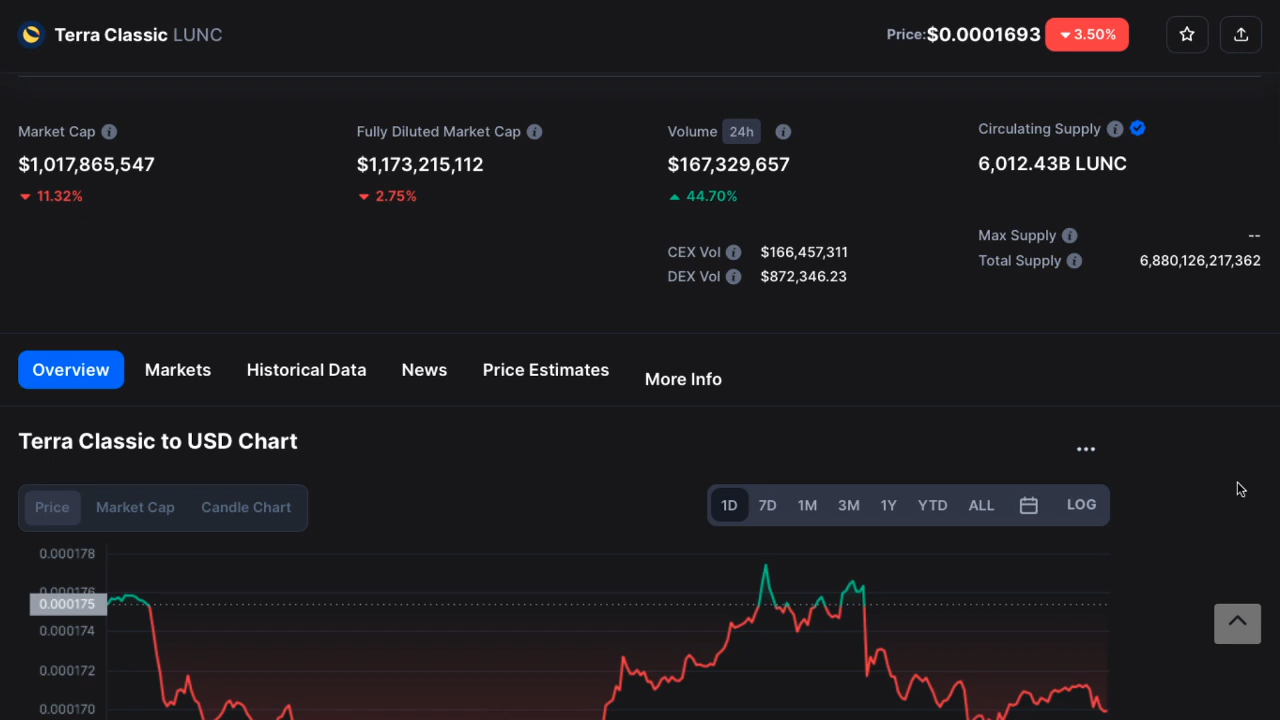 Terra Classic LUNC
Price:$0.0001693 3.50%
Market Cap
$1,017,865,547
11.32%
Fully Diluted Market Cap
$1,173,215,112
2.75%
Volume 24h
$167,329,657
44.70%
CEX Vol $166,457,311
DEX Vol $872,346.23
Circulating Supply
6,012.43B LUNC
Max Supply --
Total Supply 6,880,126,217,362
Overview Markets Historical Data News Price Estimates More Info
Terra Classic to USD Chart
Price Market Cap Candle Chart
1D 7D 1M 3M 1Y YTD ALL LOG
0.000178
0.000176
0.000175
0.000174
0.000172
0.000170